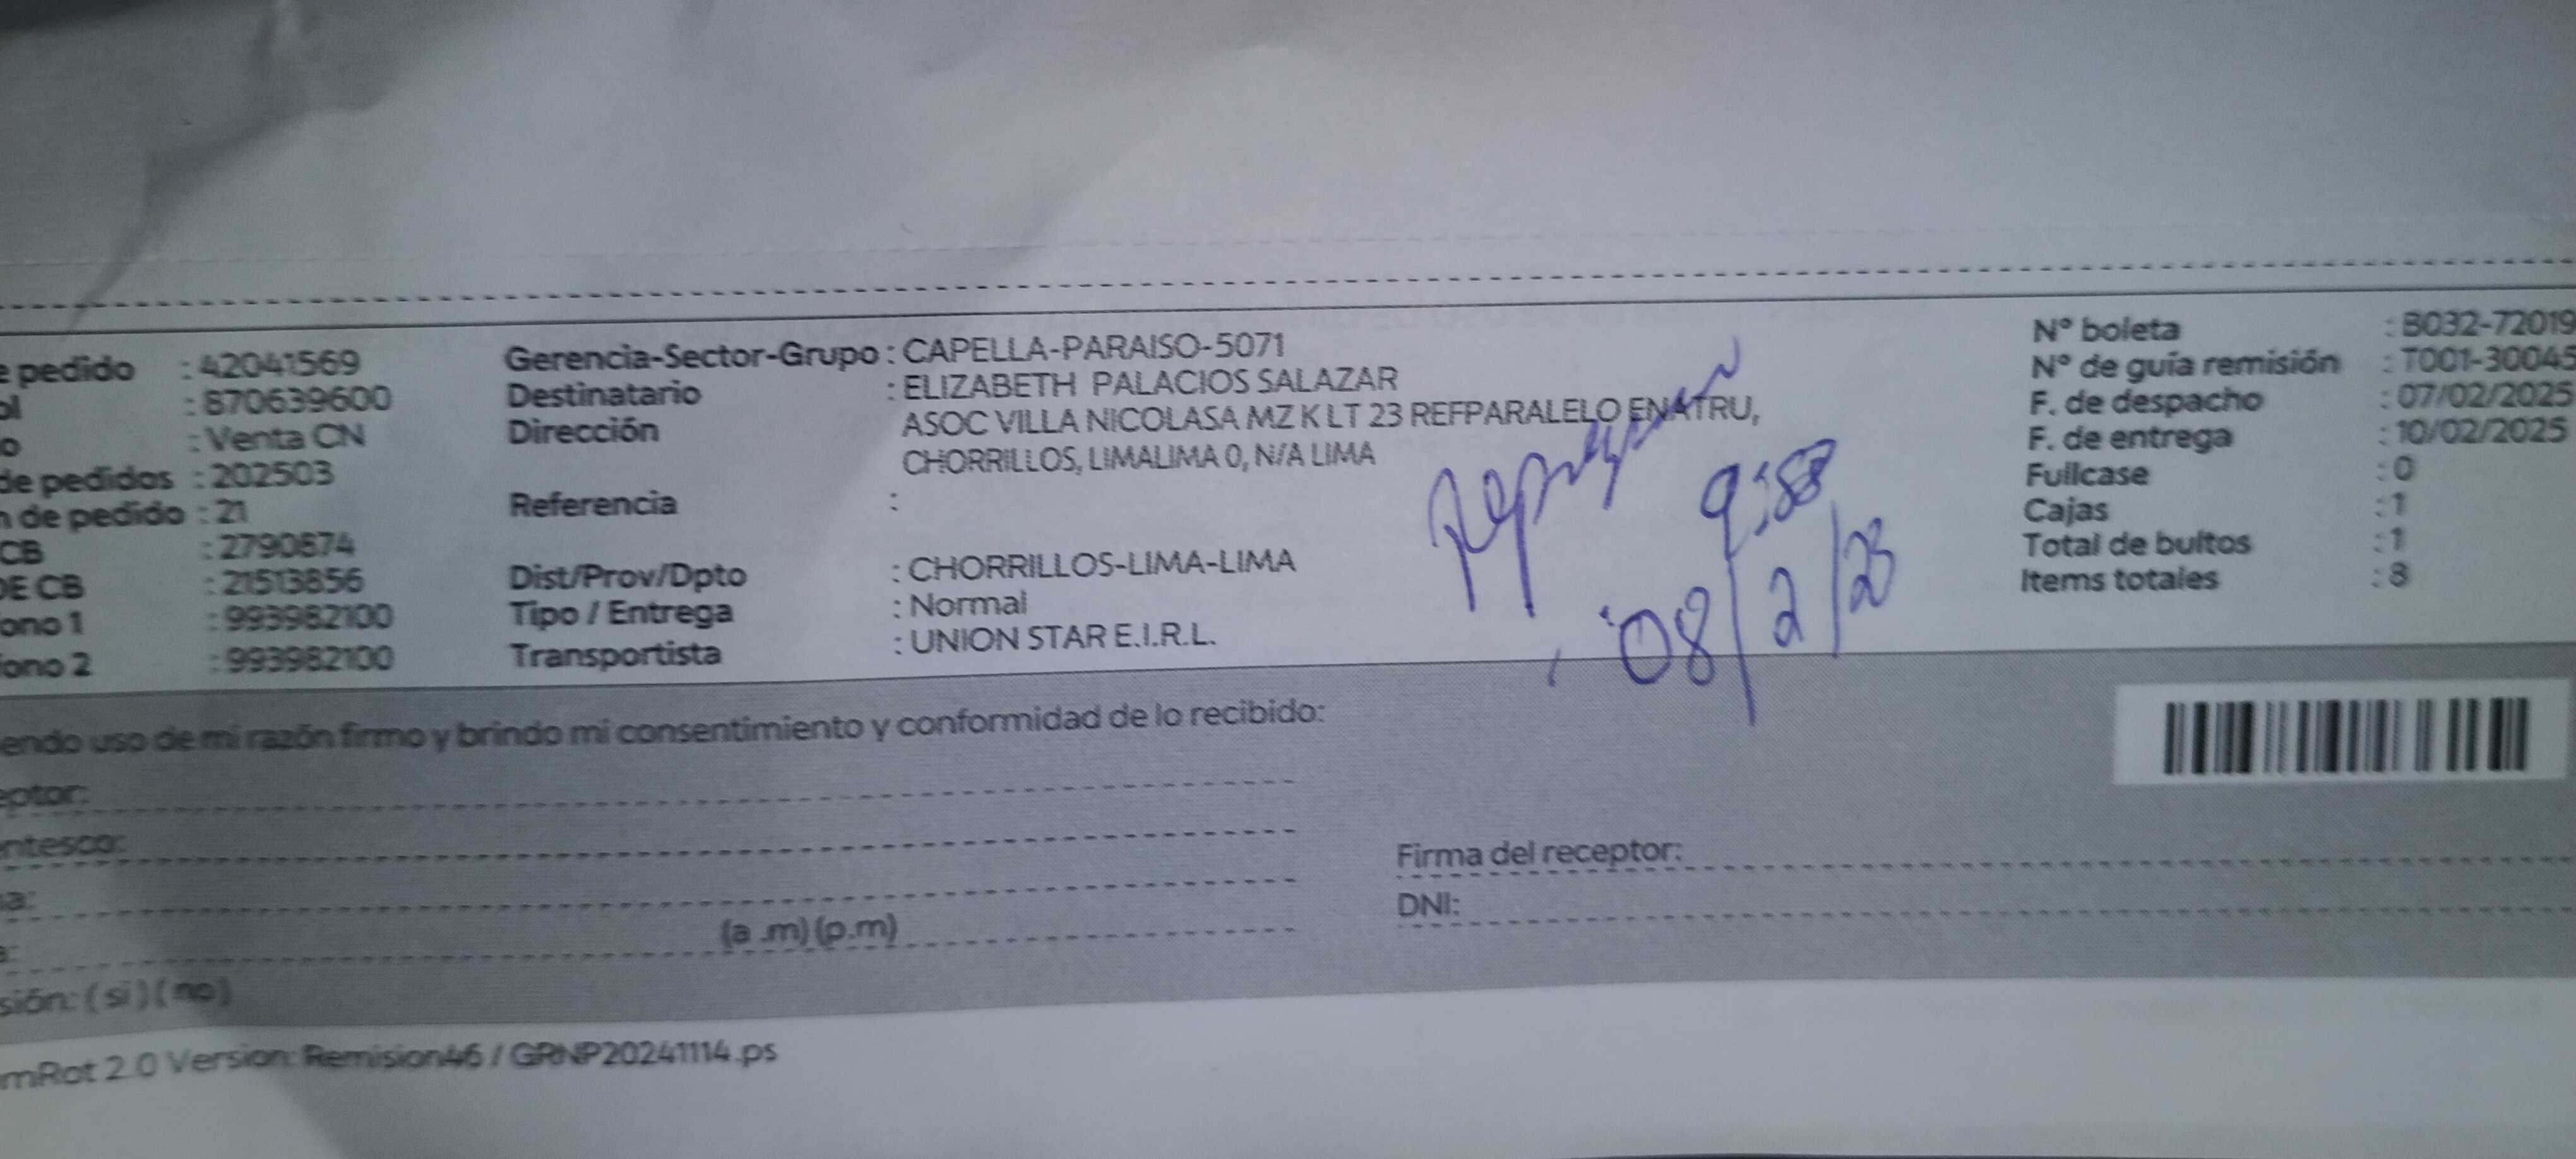 e pedido : 42041569
ol : 870639600
o : Venta CN
de pedidos : 202503
n de pedido : 21
CB : 2790874
DE CB : 21513856
ono 1 : 993982100
fono 2 : 993982100
Gerencia-Sector-Grupo : CAPELLA-PARAISO-5071
Destinatario : ELIZABETH PALACIOS SALAZAR
Dirección ASOC VILLA NICOLASA MZ K LT 23 REFPARALELO ENATRU,
CHORRILLOS, LIMALIMA 0, N/A LIMA
Referencia :
Dist/Prov/Dpto : CHORRILLOS-LIMA-LIMA
Tipo / Entrega : Normal
Transportista : UNION STAR E.I.R.L.
9:58
08/2/25
Nº boleta : B032-72019
Nº de guía remisión : T001-30045
F. de despacho : 07/02/2025
F. de entrega : 10/02/2025
Fullcase : 0
Cajas : 1
Total de bultos : 1
Items totales : 8
endo uso de mi razón firmo y brindo mi consentimiento y conformidad de lo recibido:
eptor:
ntesco:
a:
(a .m) (p.m)
sión: ( si ) ( no )
Firma del receptor:
DNI:
mRot 2.0 Version: Remision46 / GRNP20241114.ps